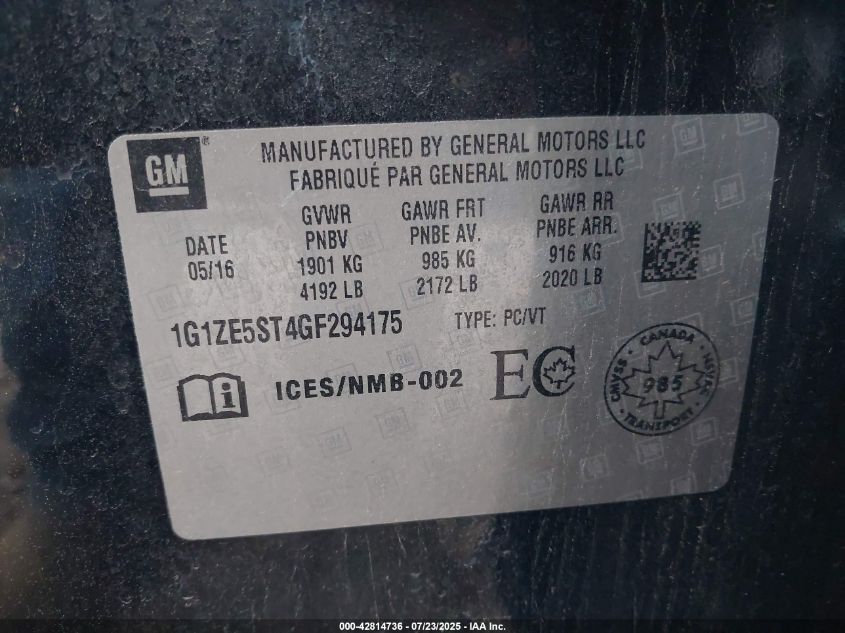 GM
MANUFACTURED BY GENERAL MOTORS LLC
FABRIQUÉ PAR GENERAL MOTORS LLC
DATE
05/16
GVWR
PNBV
1901 KG
4192 LB
GAWR FRT
PNBE AV.
985 KG
2172 LB
GAWR RR
PNBE ARR.
916 KG
2020 LB
1G1ZE5ST4GF294175 TYPE: PC/VT
ICES/NMB-002
EC
CANADA
CMVSS
NSVAC
985
TRANSPORT
000-42814736 - 07/23/2025 - IAA Inc.